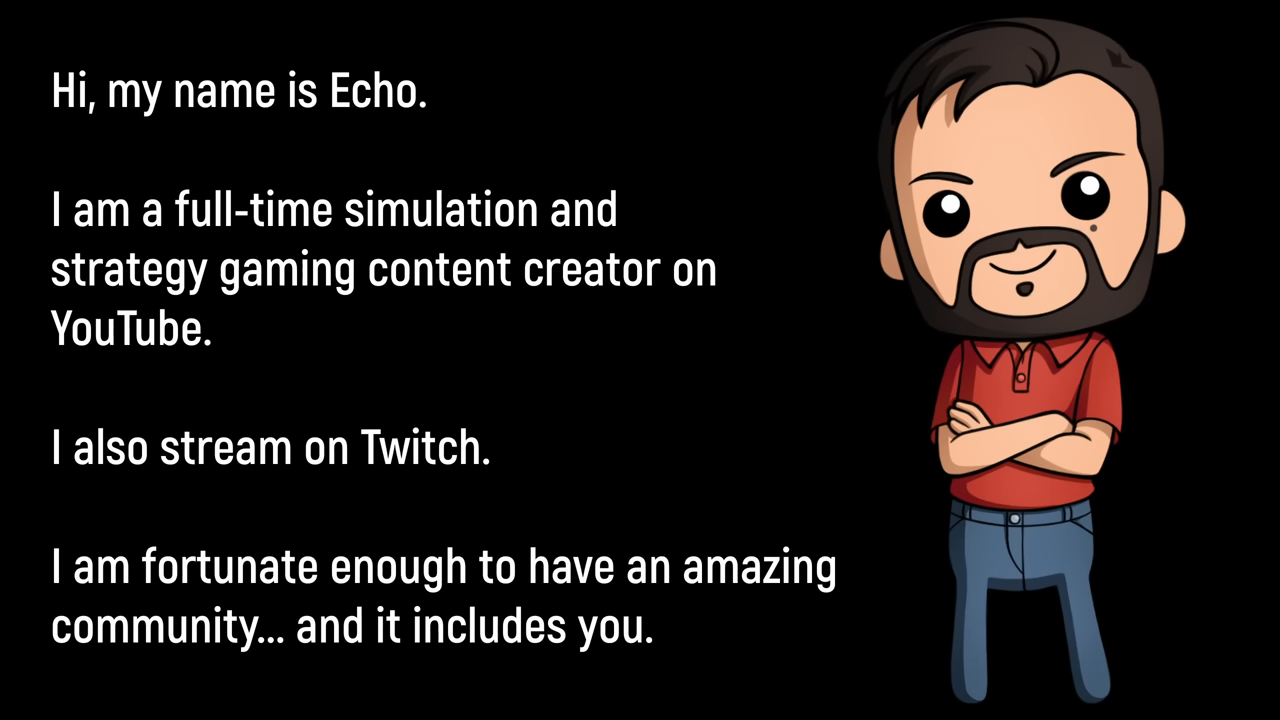 Hi, my name is Echo.
I am a full-time simulation and
strategy gaming content creator on
YouTube.
I also stream on Twitch.
I am fortunate enough to have an amazing
community... and it includes you.